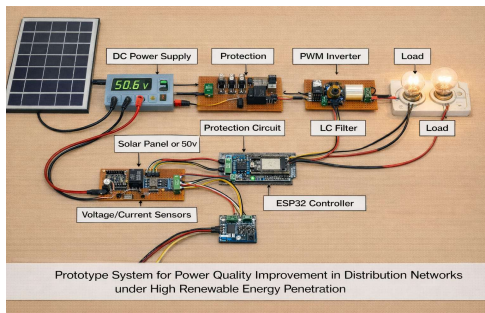 DC Power Supply
Protection
PWM Inverter
Load
50.6 v
Protection Circuit
LC Filter
Load
Solar Panel or 50v
ESP32 Controller
Voltage/Current Sensors
Prototype System for Power Quality Improvement in Distribution Networks
under High Renewable Energy Penetration